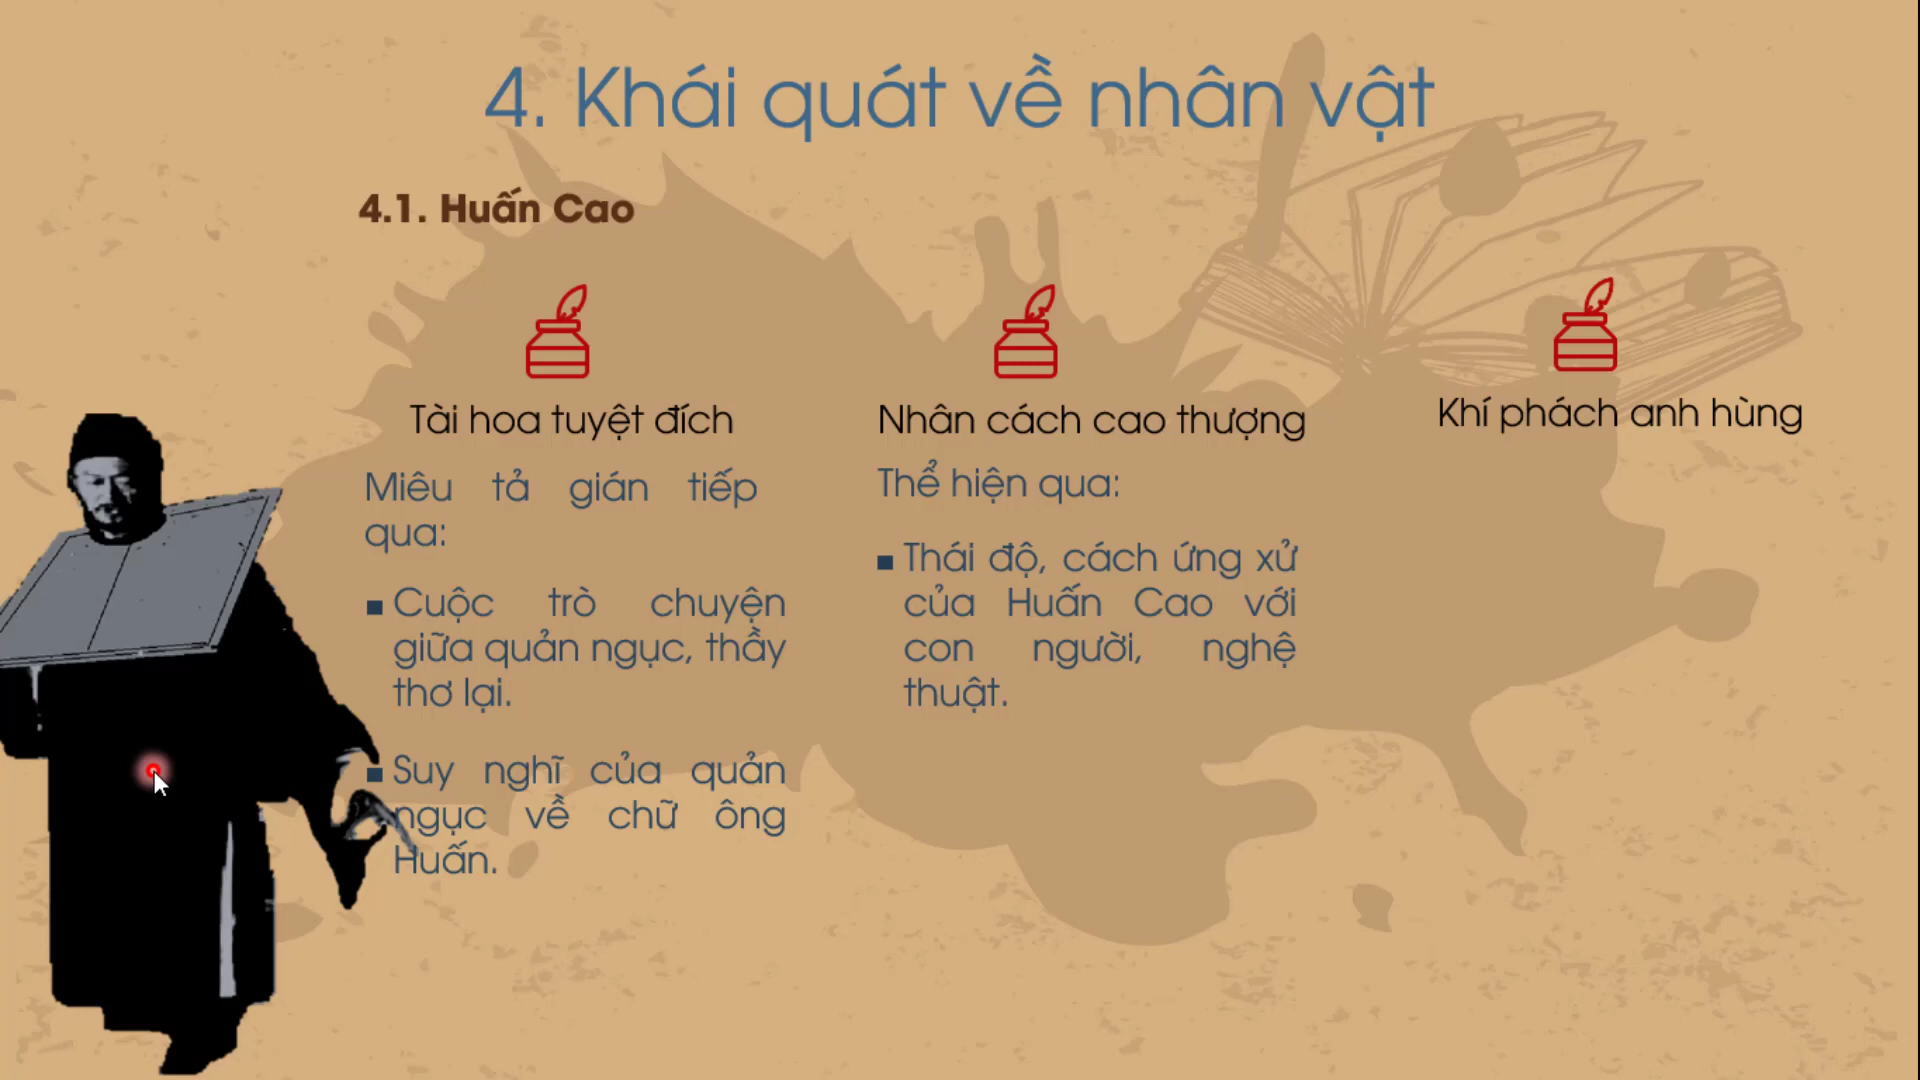 4. Khái quát về nhân vật
4.1. Huấn Cao
Tài hoa tuyệt đích
Miêu tả gián tiếp
qua:
▪ Cuộc trò chuyện
giữa quản ngục, thầy
thơ lại.
▪ Suy nghĩ của quản
ngục về chữ ông
Huấn.
Nhân cách cao thượng
Thể hiện qua:
▪ Thái độ, cách ứng xử
của Huấn Cao với
con người, nghệ
thuật.
Khí phách anh hùng